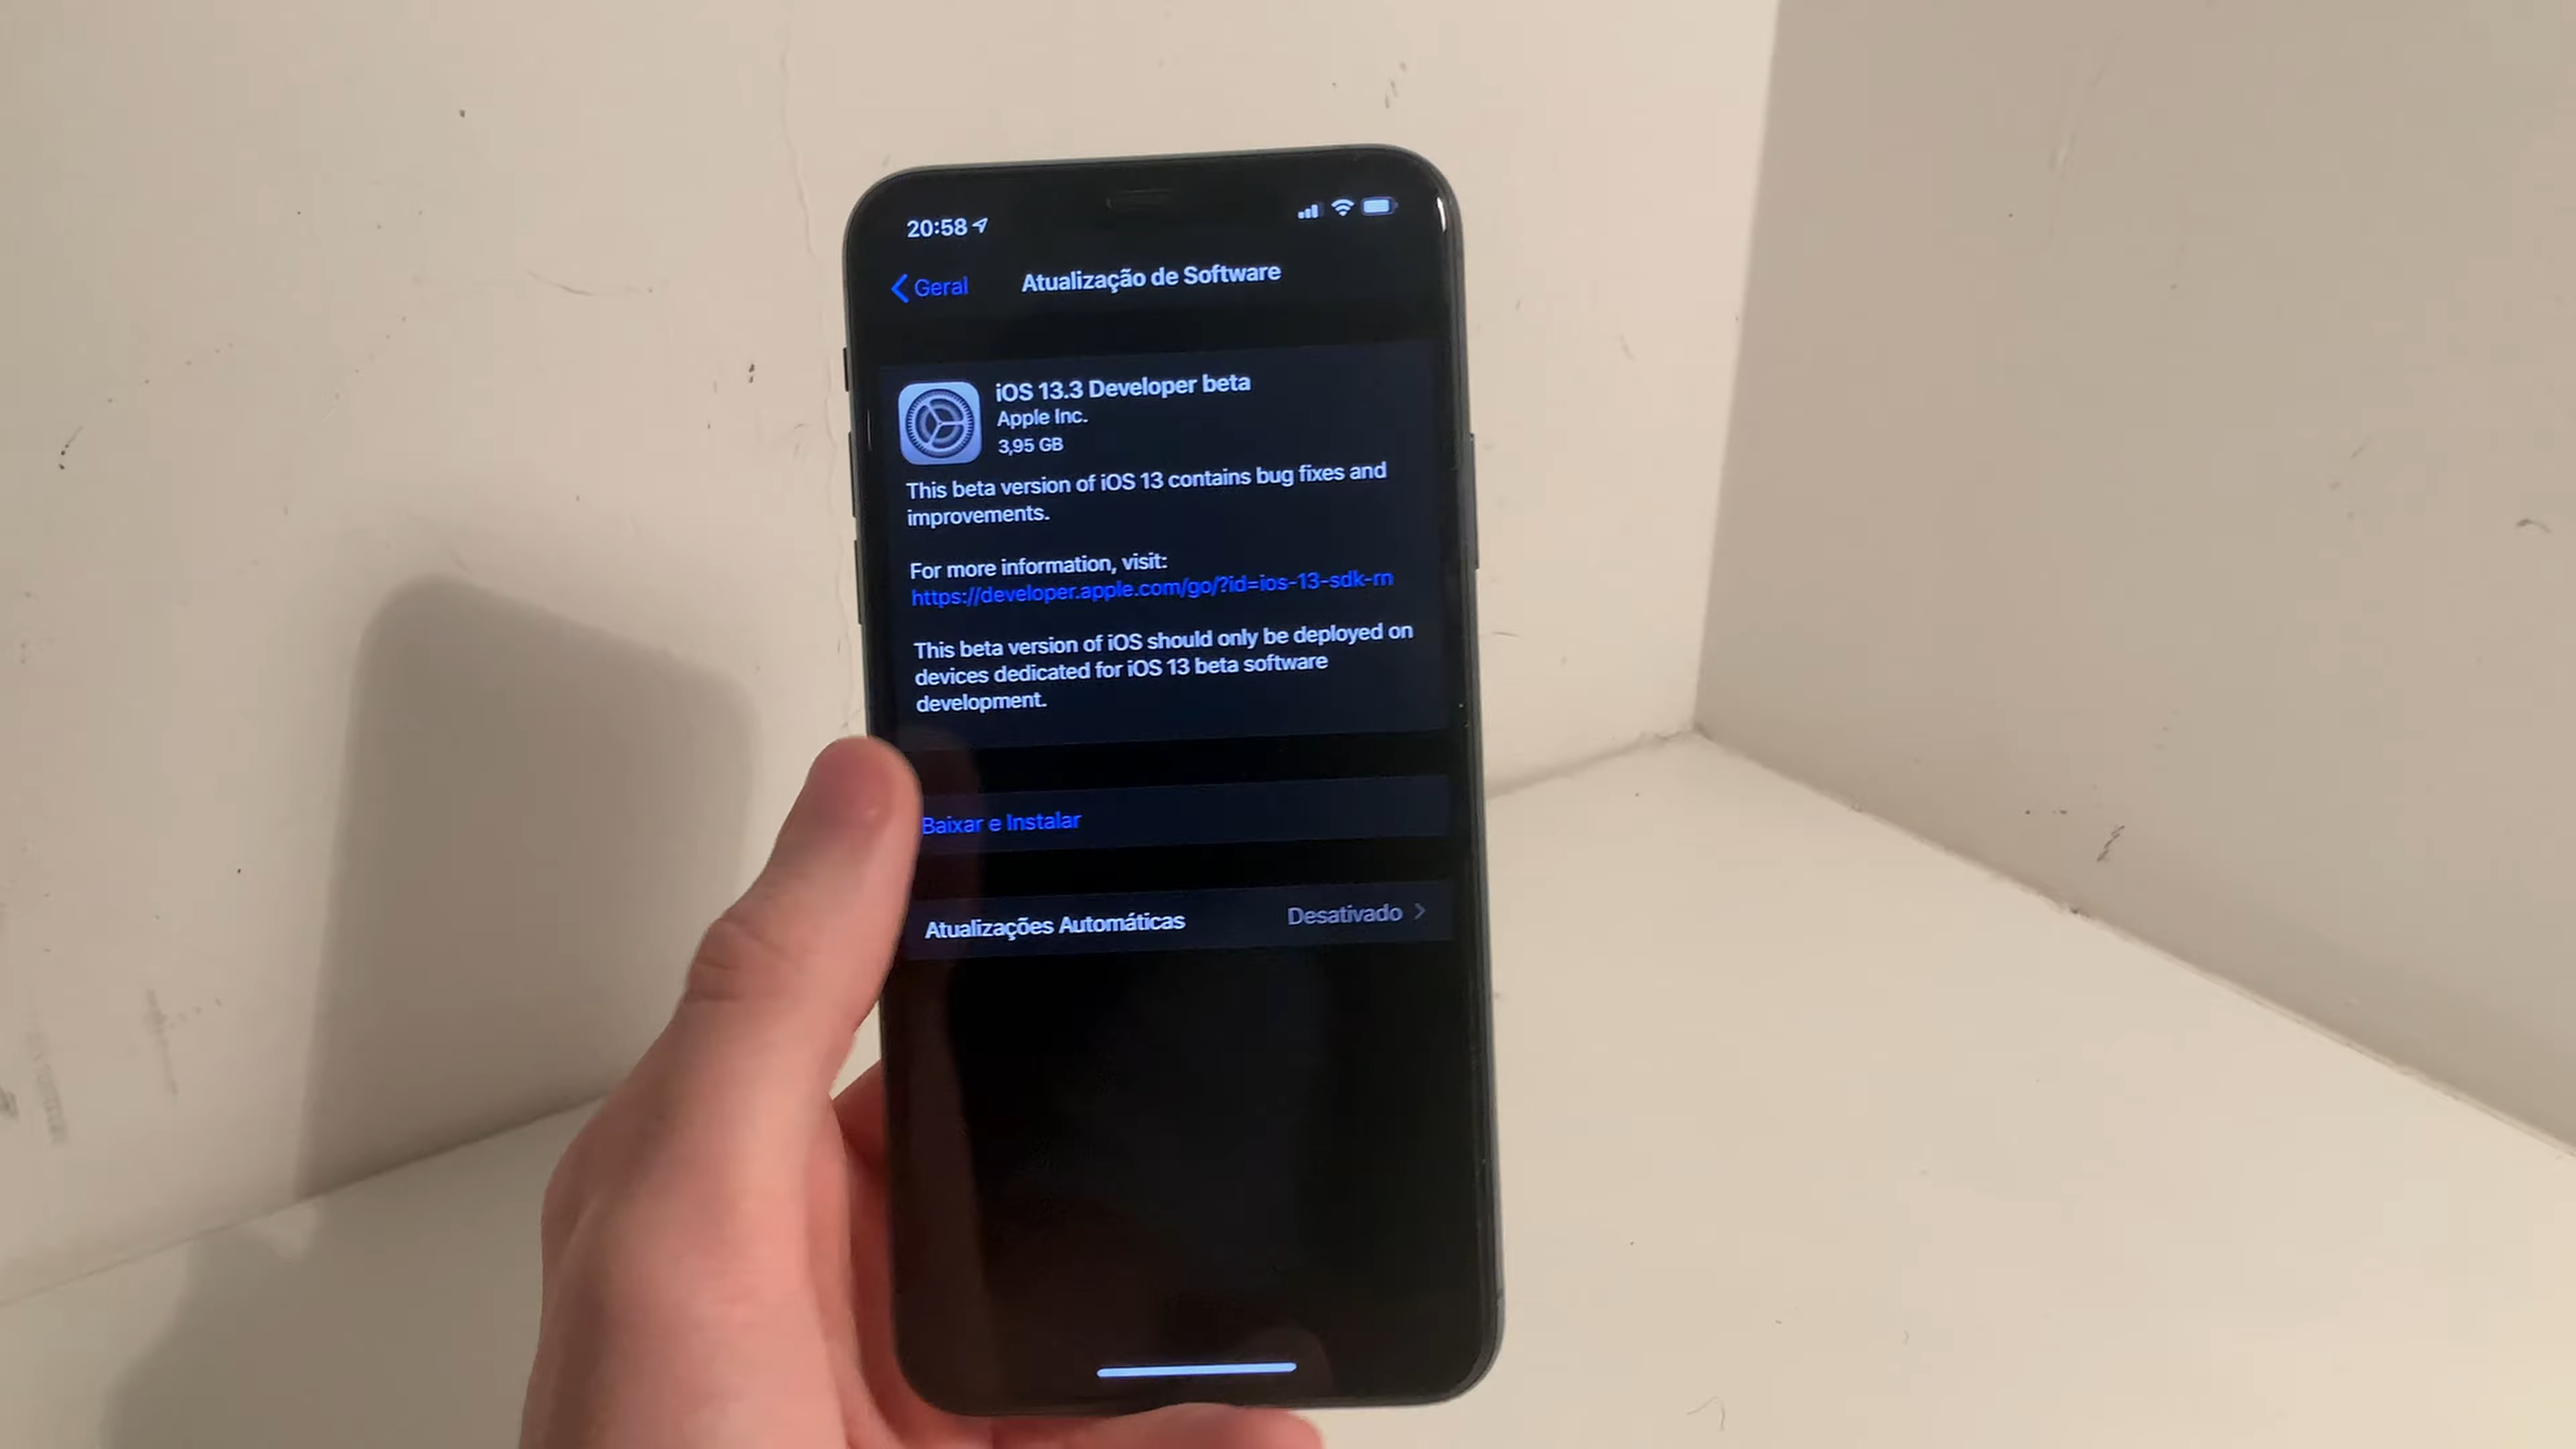 20:58
Geral
Atualização de Software
iOS 13.3 Developer beta
Apple Inc.
3,95 GB
This beta version of iOS 13 contains bug fixes and
improvements.
For more information, visit:
https://developer.apple.com/go/?id=ios-13-sdk-rn
This beta version of iOS should only be deployed on
devices dedicated for iOS 13 beta software
development.
Baixar e Instalar
Atualizações Automáticas
Desativado